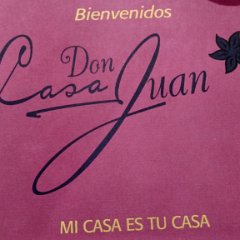 Bienvenidos
Don
Casa Juan
MI CASA ES TU CASA